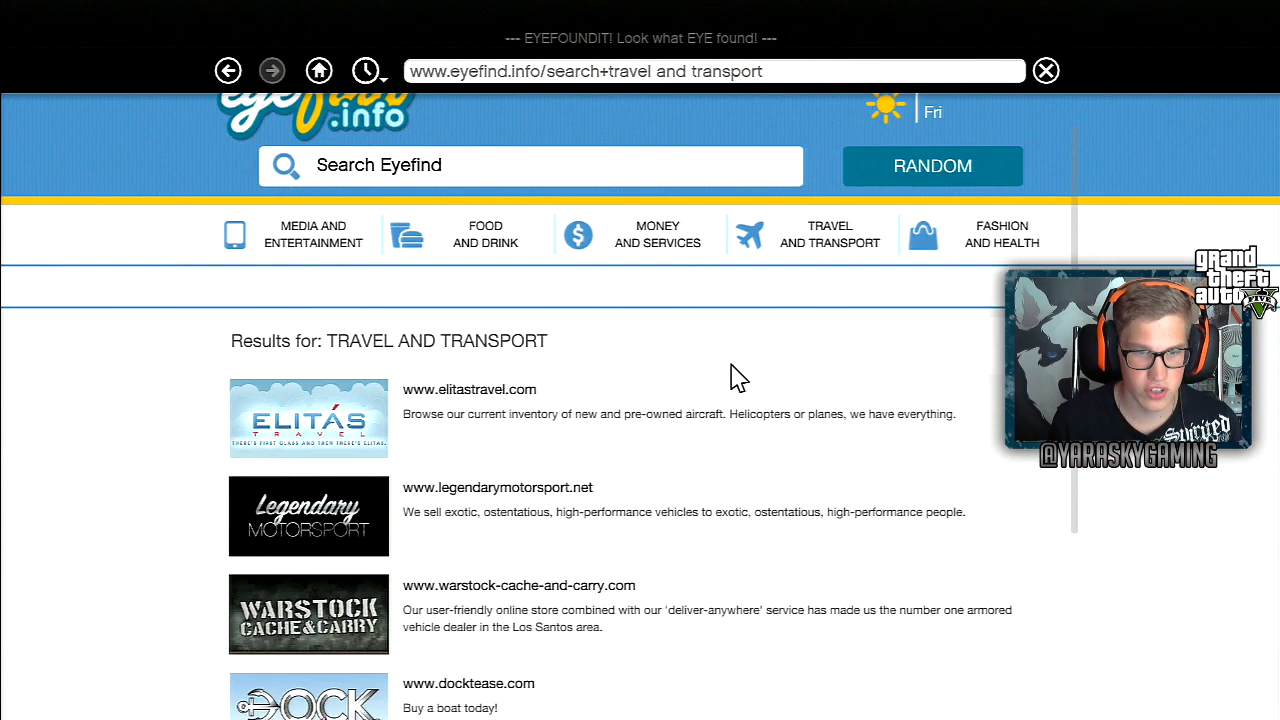 --- EYEFOUNDIT! Look what EYE found! ---
www.eyefind.info/search+travel and transport
eyefind
.info
Fri
Search Eyefind
RANDOM
MEDIA AND
ENTERTAINMENT
FOOD
AND DRINK
MONEY
AND SERVICES
TRAVEL
AND TRANSPORT
FASHION
AND HEALTH
grand
theft
auto
FIVE
Results for: TRAVEL AND TRANSPORT
ELITÁS
TRAVEL
THERE'S FIRST CLASS AND THEN THERE'S ELITAS.
www.elitastravel.com
Browse our current inventory of new and pre-owned aircraft. Helicopters or planes, we have everything.
Spirited
@YARASKYGAMING
Legendary
MOTORSPORT
www.legendarymotorsport.net
We sell exotic, ostentatious, high-performance vehicles to exotic, ostentatious, high-performance people.
WARSTOCK
CACHE&CARRY
www.warstock-cache-and-carry.com
Our user-friendly online store combined with our 'deliver-anywhere' service has made us the number one armored
vehicle dealer in the Los Santos area.
DOCK
www.docktease.com
Buy a boat today!